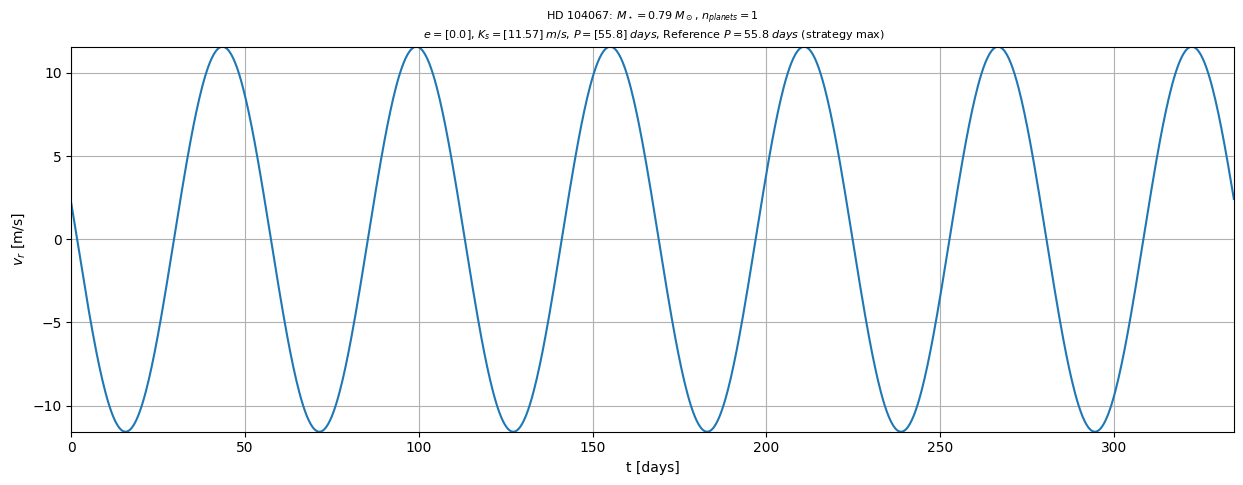 HD 104067: M⋆ = 0.79 M⊙, nplanets = 1
e = [0.0], Ks = [11.57] m/s, P = [55.8] days, Reference P = 55.8 days (strategy max)
10
5
0
−5
−10
vr [m/s]
0 50 100 150 200 250 300
t [days]